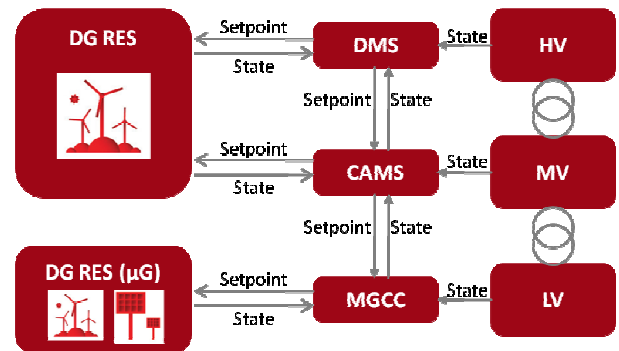 DG RES
Setpoint
State
DMS
State
HV
Setpoint
State
Setpoint
State
CAMS
State
MV
Setpoint
State
DG RES (µG)
Setpoint
State
MGCC
State
LV